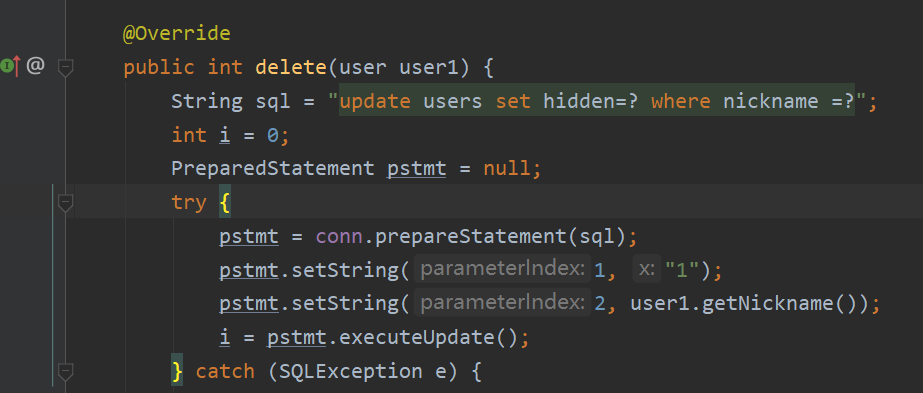 @Override
public int delete(user user1) {
String sql = "update users set hidden=? where nickname =?";
int i = 0;
PreparedStatement pstmt = null;
try {
pstmt = conn.prepareStatement(sql);
pstmt.setString( parameterIndex: 1, x: "1");
pstmt.setString( parameterIndex: 2, user1.getNickname());
i = pstmt.executeUpdate();
} catch (SQLException e) {